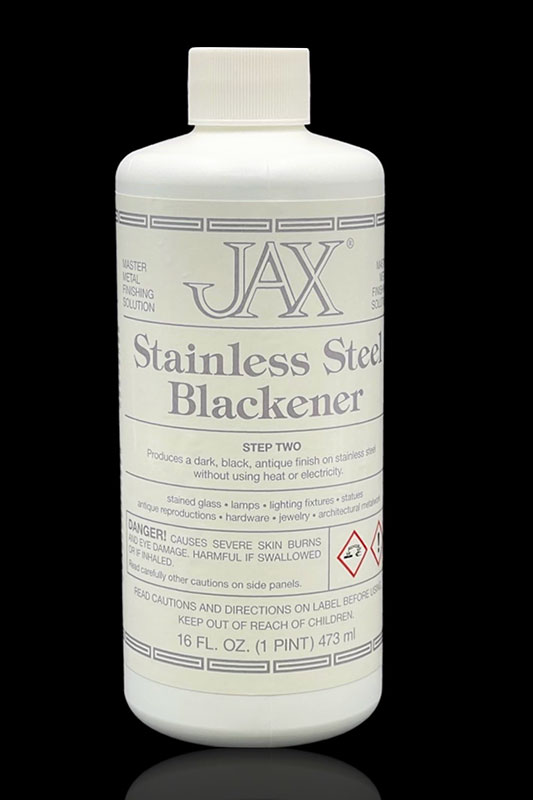 JAX®
MASTER
METAL
FINISHING
SOLUTION
Stainless Steel
Blackener
STEP TWO
Produces a dark, black, antique finish on stainless steel
without using heat or electricity.
stained glass • lamps • lighting fixtures • statues
antique reproductions • hardware • jewelry • architectural metalwork
DANGER! CAUSES SEVERE SKIN BURNS
AND EYE DAMAGE. HARMFUL IF SWALLOWED
OR IF INHALED.
Read carefully other cautions on side panels.
READ CAUTIONS AND DIRECTIONS ON LABEL BEFORE USING
KEEP OUT OF REACH OF CHILDREN.
16 FL. OZ. (1 PINT) 473 ml